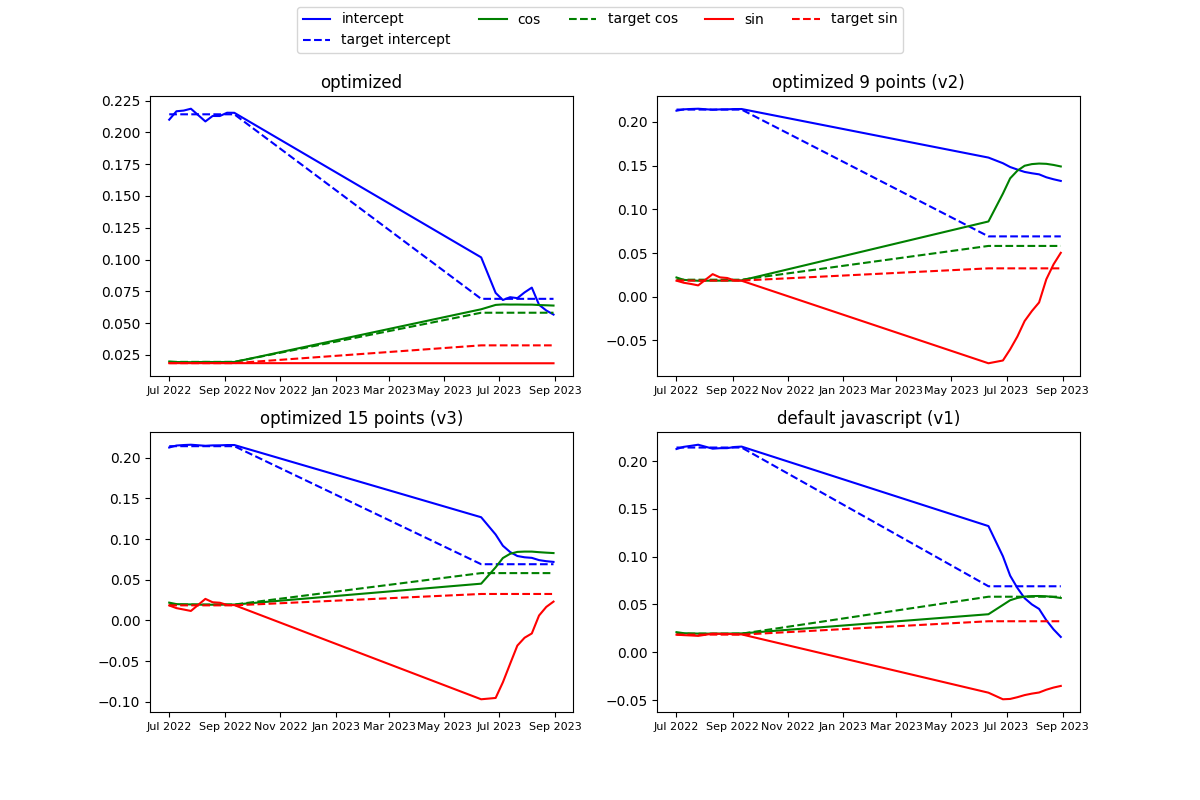 intercept cos target cos sin target sin
target intercept
optimized
0.225
0.200
0.175
0.150
0.125
0.100
0.075
0.050
0.025
Jul 2022 Sep 2022 Nov 2022 Jan 2023 Mar 2023 May 2023 Jul 2023 Sep 2023
optimized 9 points (v2)
0.20
0.15
0.10
0.05
0.00
−0.05
Jul 2022 Sep 2022 Nov 2022 Jan 2023 Mar 2023 May 2023 Jul 2023 Sep 2023
optimized 15 points (v3)
0.20
0.15
0.10
0.05
0.00
−0.05
−0.10
Jul 2022 Sep 2022 Nov 2022 Jan 2023 Mar 2023 May 2023 Jul 2023 Sep 2023
default javascript (v1)
0.20
0.15
0.10
0.05
0.00
−0.05
Jul 2022 Sep 2022 Nov 2022 Jan 2023 Mar 2023 May 2023 Jul 2023 Sep 2023